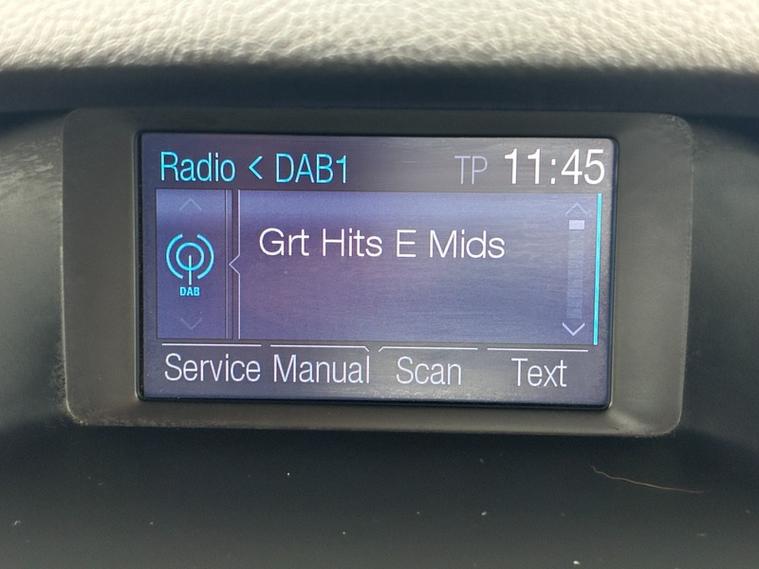 Radio < DAB1 TP 11:45
Grt Hits E Mids
DAB
Service Manual Scan Text